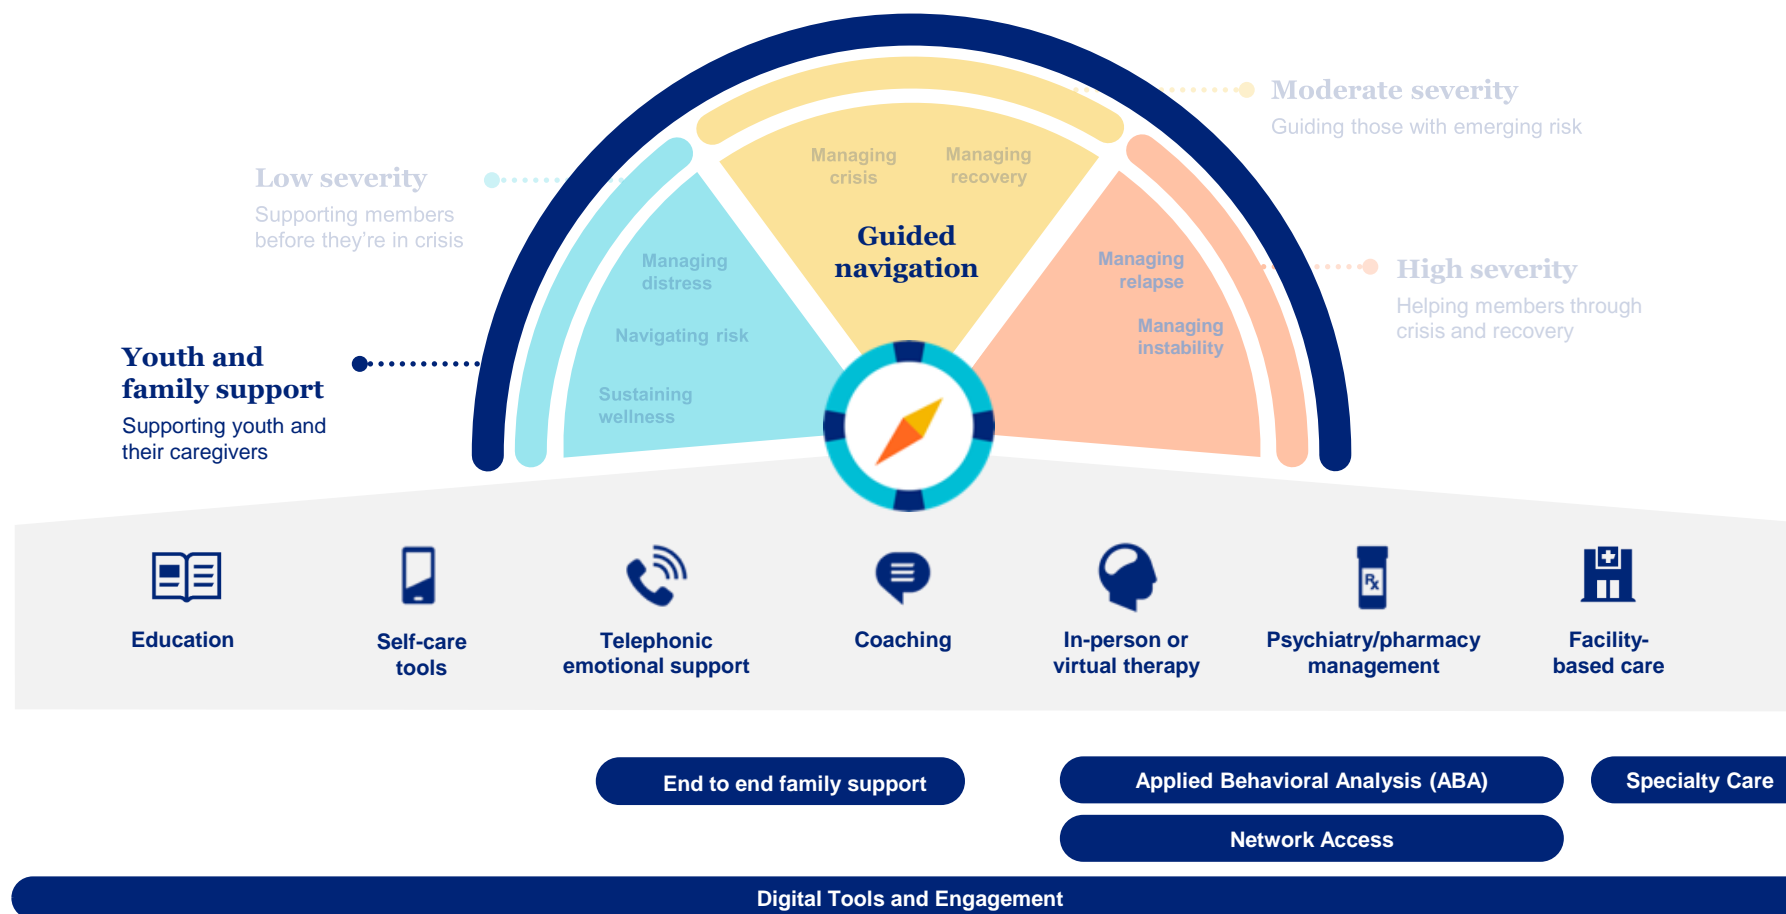 Moderate severity
Guiding those with emerging risk
Low severity
Supporting members
before they’re in crisis
Managing
crisis
Managing
recovery
Guided
navigation
Managing
distress
Navigating risk
Sustaining
wellness
Managing
relapse
Managing
instability
High severity
Helping members through
crisis and recovery
Youth and
family support
Supporting youth and
their caregivers
Rx
Education
Self-care
tools
Telephonic
emotional support
Coaching
In-person or
virtual therapy
Psychiatry/pharmacy
management
Facility-
based care
End to end family support
Applied Behavioral Analysis (ABA)
Specialty Care
Network Access
Digital Tools and Engagement